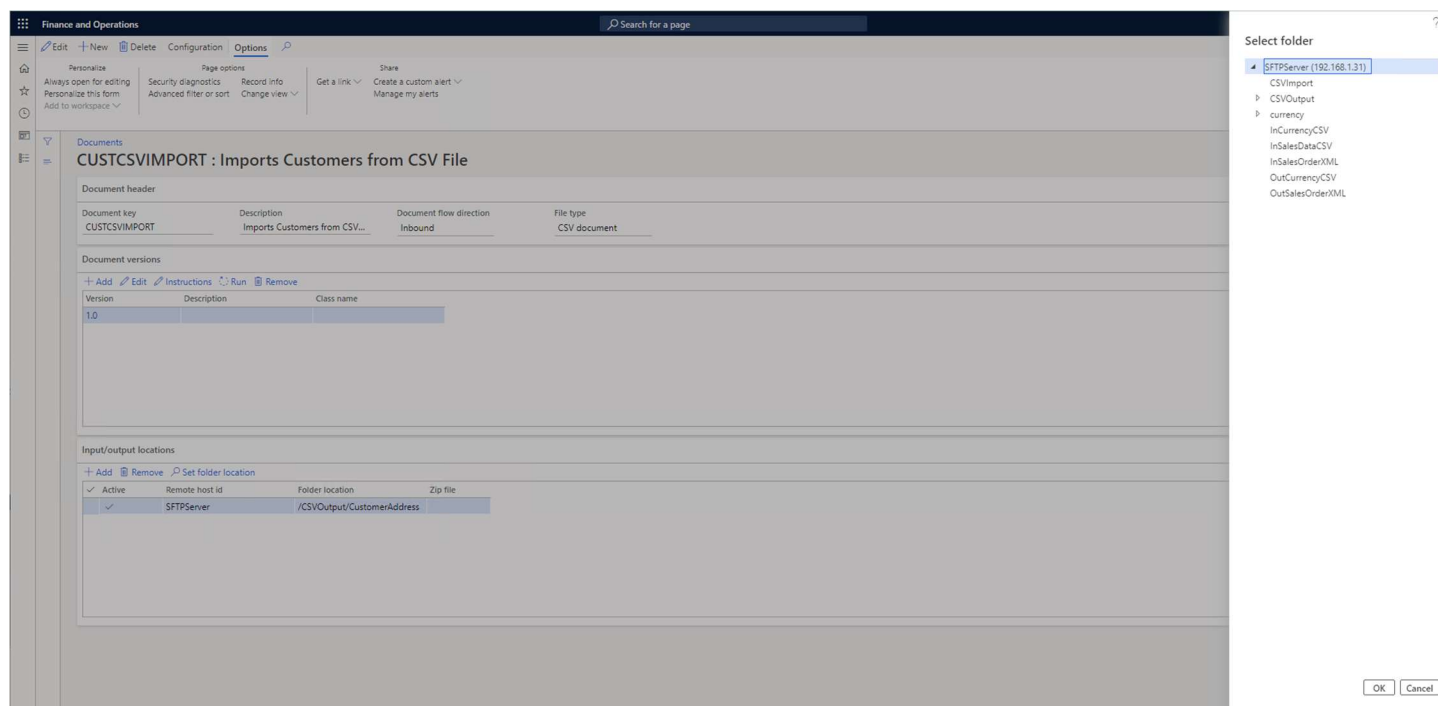 Finance and Operations
Search for a page
Edit New Delete Configuration Options
Personalize
Always open for editing
Personalize this form
Add to workspace
Page options
Security diagnostics Record info
Advanced filter or sort Change view
Share
Get a link Create a custom alert
Manage my alerts
Documents
CUSTCSVIMPORT : Imports Customers from CSV File
Document header
Document key Description Document flow direction File type
CUSTCSVIMPORT Imports Customers from CSV... Inbound CSV document
Document versions
+ Add Edit Instructions Run Remove
Version Description Class name
1.0
Input/output locations
+ Add Remove Set folder location
Active Remote host id Folder location Zip file
SFTPServer /CSVOutput/CustomerAddress
?
Select folder
SFTPServer (192.168.1.31)
CSVImport
CSVOutput
currency
InCurrencyCSV
InSalesDataCSV
InSalesOrderXML
OutCurrencyCSV
OutSalesOrderXML
OK Cancel